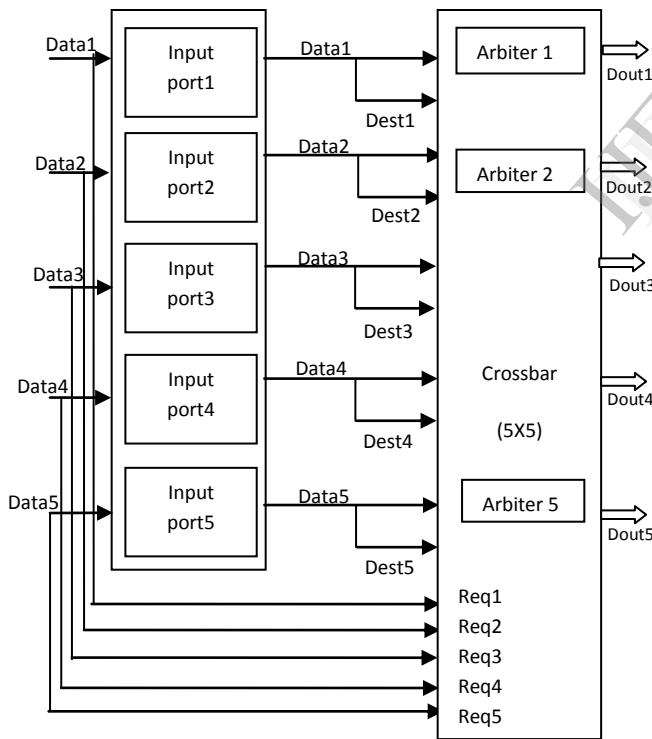 Data1
Input
port1
Data1
Dest1
Arbiter 1
Dout1
Data2
Input
port2
Data2
Dest2
Arbiter 2
Dout2
Data3
Input
port3
Data3
Dest3
Dout3
Data4
Input
port4
Data4
Dest4
Crossbar
(5X5)
Dout4
Data5
Input
port5
Data5
Dest5
Arbiter 5
Dout5
Req1
Req2
Req3
Req4
Req5